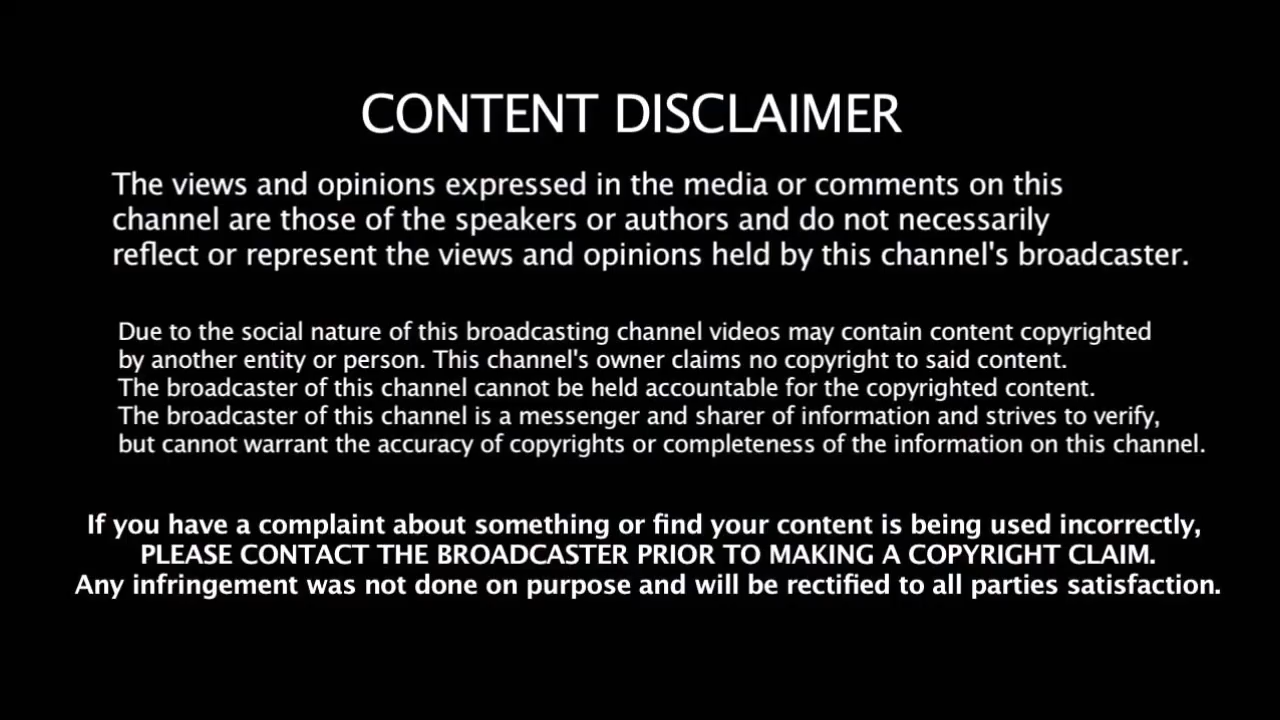 CONTENT DISCLAIMER
The views and opinions expressed in the media or comments on this
channel are those of the speakers or authors and do not necessarily
reflect or represent the views and opinions held by this channel's broadcaster.
Due to the social nature of this broadcasting channel videos may contain content copyrighted
by another entity or person. This channel's owner claims no copyright to said content.
The broadcaster of this channel cannot be held accountable for the copyrighted content.
The broadcaster of this channel is a messenger and sharer of information and strives to verify,
but cannot warrant the accuracy of copyrights or completeness of the information on this channel.
If you have a complaint about something or find your content is being used incorrectly,
PLEASE CONTACT THE BROADCASTER PRIOR TO MAKING A COPYRIGHT CLAIM.
Any infringement was not done on purpose and will be rectified to all parties satisfaction.